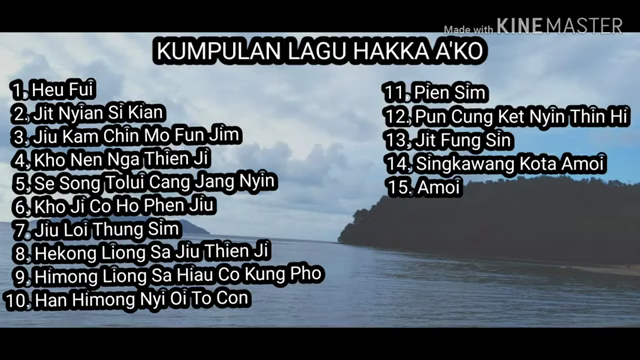 Made with KINEMASTER
KUMPULAN LAGU HAKKA A'KO
1. Heu Fui
2. Jit Nyian Si Kian
3. Jiu Kam Chin Mo Fun Jim
4. Kho Nen Nga Thien Ji
5. Se Song Tolui Cang Jang Nyin
6. Kho Ji Co Ho Phen Jiu
7. Jiu Loi Thung Sim
8. Hekong Liong Sa Jiu Thien Ji
9. Himong Liong Sa Hiau Co Kung Pho
10. Han Himong Nyi Oi To Con
11. Pien Sim
12. Pun Cung Ket Nyin Thin Hi
13. Jit Fung Sin
14. Singkawang Kota Amoi
15. Amoi